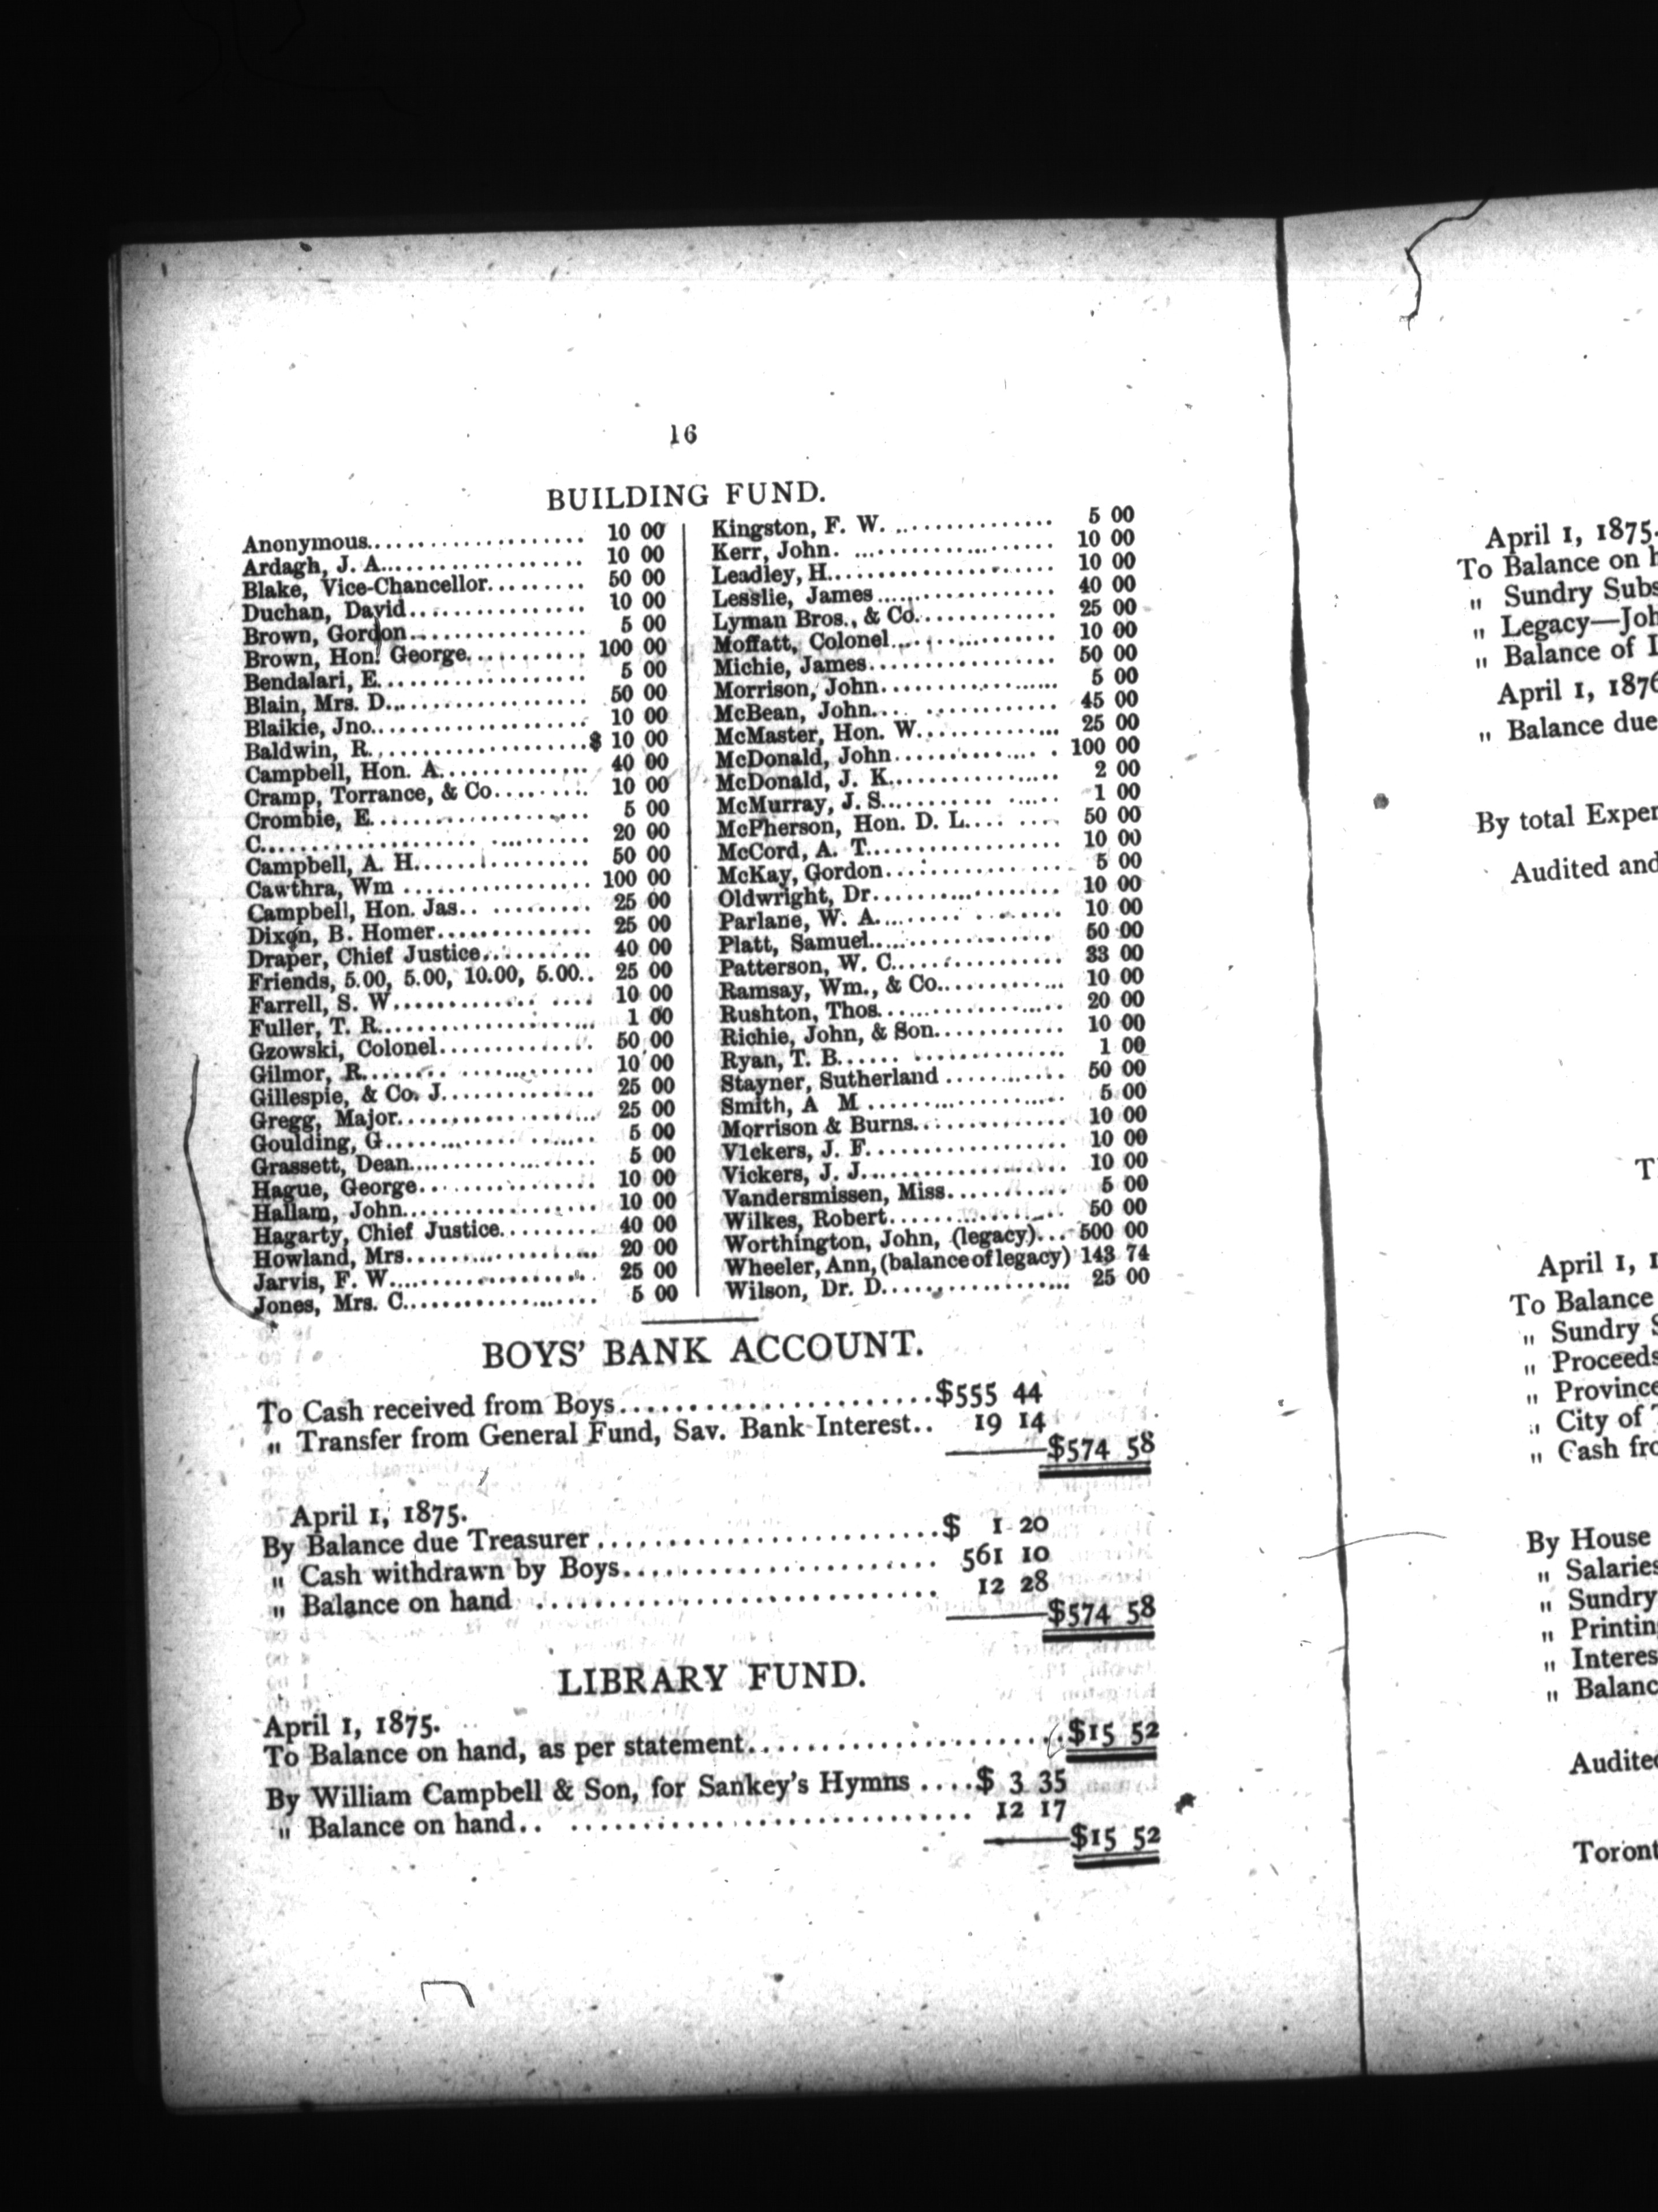 16
BUILDING FUND.
Anonymous.................... 10 00
Ardagh, J. A.................. 10 00
Blake, Vice-Chancellor......... 50 00
Duchan, David................ 10 00
Brown, Gordon................ 5 00
Brown, Hon. George........... 100 00
Bendalari, E................... 5 00
Blain, Mrs. D.................. 50 00
Blaikie, Jno.................... 10 00
Baldwin, R....................$ 10 00
Campbell, Hon. A.............. 40 00
Cramp, Torrance, & Co......... 10 00
Crombie, E.................... 5 00
C............................. 20 00
Campbell, A. H................ 50 00
Cawthra, Wm ................. 100 00
Campbell, Hon. Jas............ 25 00
Dixon, B. Homer.............. 25 00
Draper, Chief Justice........... 40 00
Friends, 5.00, 5.00, 10.00, 5.00.. 25 00
Farrell, S. W.................. 10 00
Fuller, T. R.................... 1 00
Gzowski, Colonel.............. 50 00
Gilmor, R..................... 10 00
Gillespie, & Co. J.............. 25 00
Gregg, Major.................. 25 00
Goulding, G................... 5 00
Grassett, Dean................. 5 00
Hague, George................ 10 00
Hallam, John.................. 10 00
Hagarty, Chief Justice......... 40 00
Howland, Mrs................. 20 00
Jarvis, F. W................... 25 00
Jones, Mrs. C.................. 5 00
Kingston, F. W. ............... 5 00
Kerr, John. ................... 10 00
Leadley, H.................... 10 00
Lesslie, James................. 40 00
Lyman Bros., & Co............ 25 00
Moffatt, Colonel............... 10 00
Michie, James................. 50 00
Morrison, John................ 5 00
McBean, John................. 45 00
McMaster, Hon. W............. 25 00
McDonald, John............... 100 00
McDonald, J. K................ 2 00
McMurray, J. S................ 1 00
McPherson, Hon. D. L......... 50 00
McCord, A. T.................. 10 00
McKay, Gordon................ 5 00
Oldwright, Dr................. 10 00
Parlane, W. A................. 10 00
Platt, Samuel.................. 50 00
Patterson, W. C................ 33 00
Ramsay, Wm., & Co........... 10 00
Rushton, Thos................. 20 00
Richie, John, & Son............ 10 00
Ryan, T. B.................... 1 00
Stayner, Sutherland ........... 50 00
Smith, A M................... 5 00
Morrison & Burns.............. 10 00
Vickers, J. F................... 10 00
Vickers, J. J................... 10 00
Vandersmissen, Miss........... 5 00
Wilkes, Robert................ 50 00
Worthington, John, (legacy)... 500 00
Wheeler, Ann, (balance of legacy) 143 74
Wilson, Dr. D................. 25 00
BOYS' BANK ACCOUNT.
To Cash received from Boys......................$555 44
" Transfer from General Fund, Sav. Bank Interest.. 19 14
$574 58
April 1, 1875.
By Balance due Treasurer........................$ 1 20
" Cash withdrawn by Boys...................... 561 10
" Balance on hand ............................ 12 28
$574 58
LIBRARY FUND.
April 1, 1875.
To Balance on hand, as per statement......................$15 52
By William Campbell & Son, for Sankey's Hymns ....$ 3 35
" Balance on hand.. ............................ 12 17
$15 52
April 1, 1875.
To Balance on
" Sundry
" Legacy—
" Balance of
April 1, 1876
" Balance due
By total
Audited and
April 1,
To Balance
" Sundry
" Proceeds
" Province
" City of
" Cash
By House
" Salaries
" Sundry
"
"
"